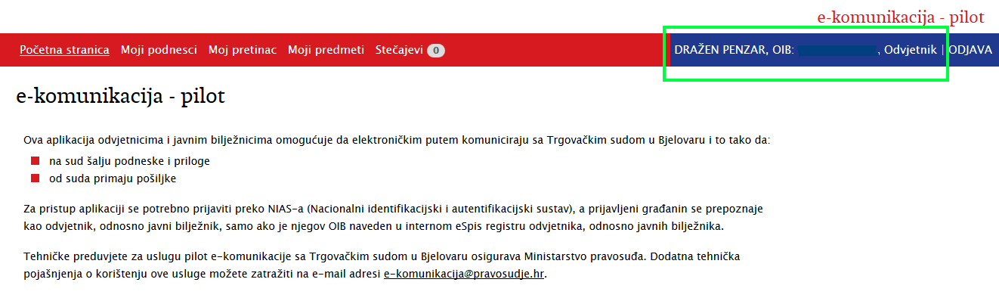 e-komunikacija - pilot
Početna stranica Moji podnesci Moj pretinac Moji predmeti Stečajevi 0 DRAŽEN PENZAR, OIB: , Odvjetnik | ODJAVA
e-komunikacija - pilot
Ova aplikacija odvjetnicima i javnim bilježnicima omogućuje da elektroničkim putem komuniciraju sa Trgovačkim sudom u Bjelovaru i to tako da:
na sud šalju podneske i priloge
od suda primaju pošiljke
Za pristup aplikaciji se potrebno prijaviti preko NIAS-a (Nacionalni identifikacijski i autentifikacijski sustav), a prijavljeni građanin se prepoznaje
kao odvjetnik, odnosno javni bilježnik, samo ako je njegov OIB naveden u internom eSpis registru odvjetnika, odnosno javnih bilježnika.
Tehničke preduvjete za uslugu pilot e-komunikacije sa Trgovačkim sudom u Bjelovaru osigurava Ministarstvo pravosuđa. Dodatna tehnička
pojašnjenja o korištenju ove usluge možete zatražiti na e-mail adresi e-komunikacija@pravosudje.hr.